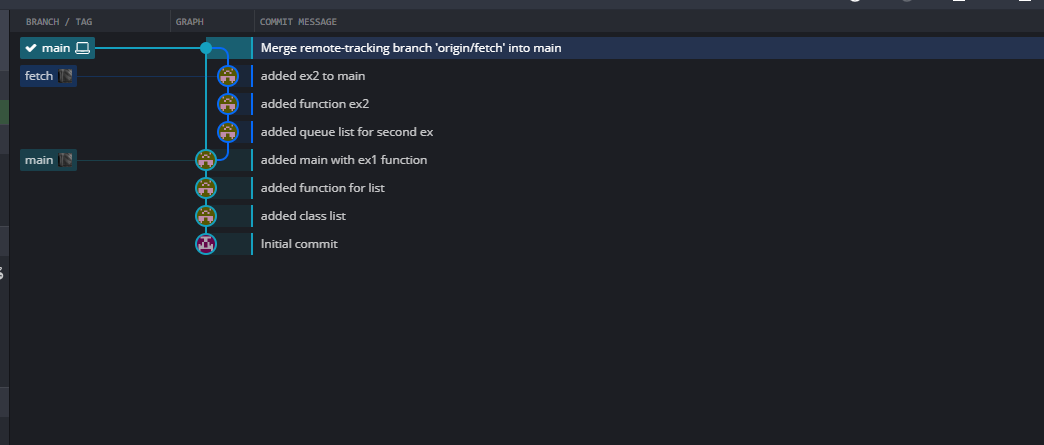 BRANCH / TAG GRAPH COMMIT MESSAGE
main Merge remote-tracking branch 'origin/fetch' into main
fetch added ex2 to main
added function ex2
added queue list for second ex
main added main with ex1 function
added function for list
added class list
Initial commit